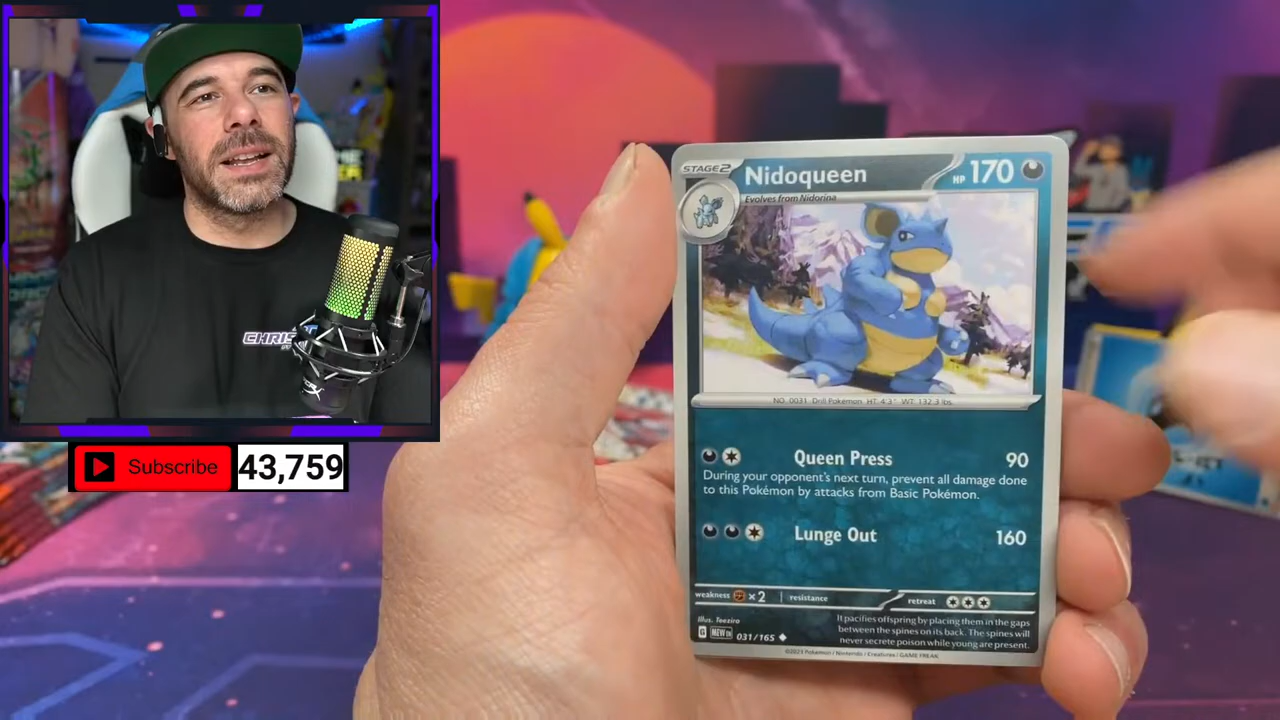 CHRIS
Subscribe
43,759
STAGE2
Nidoqueen
HP 170
Evolves from Nidorina
NO. 0031 Drill Pokémon HT: 4'3" WT: 132.3 lbs.
Queen Press 90
During your opponent's next turn, prevent all damage done
to this Pokémon by attacks from Basic Pokémon.
Lunge Out 160
weakness ×2 resistance retreat
Illus. Teeziro
G MEW EN 031/165
It pacifies offspring by placing them in the gaps
between the spines on its back. The spines will
never secrete poison while young are present.
©2023 Pokémon / Nintendo / Creatures / GAME FREAK